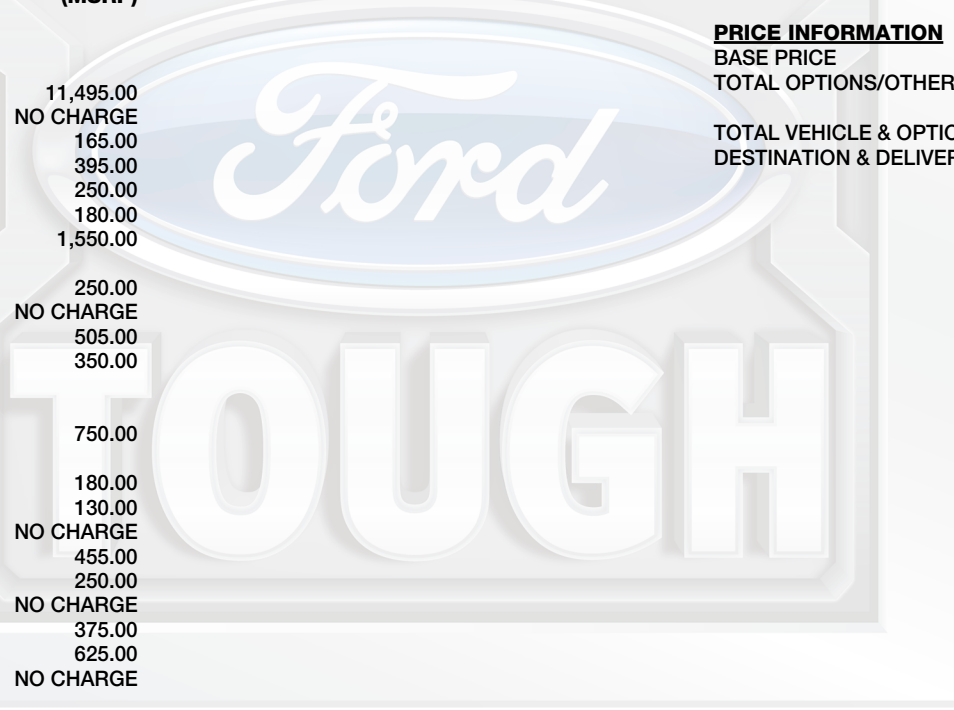 (MSRP)
11,495.00
NO CHARGE
165.00
395.00
250.00
180.00
1,550.00
250.00
NO CHARGE
505.00
350.00
750.00
180.00
130.00
NO CHARGE
455.00
250.00
NO CHARGE
375.00
625.00
NO CHARGE
PRICE INFORMATION
BASE PRICE
TOTAL OPTIONS/OTHER
TOTAL VEHICLE & OPTIO
DESTINATION & DELIVER
Ford
TOUGH